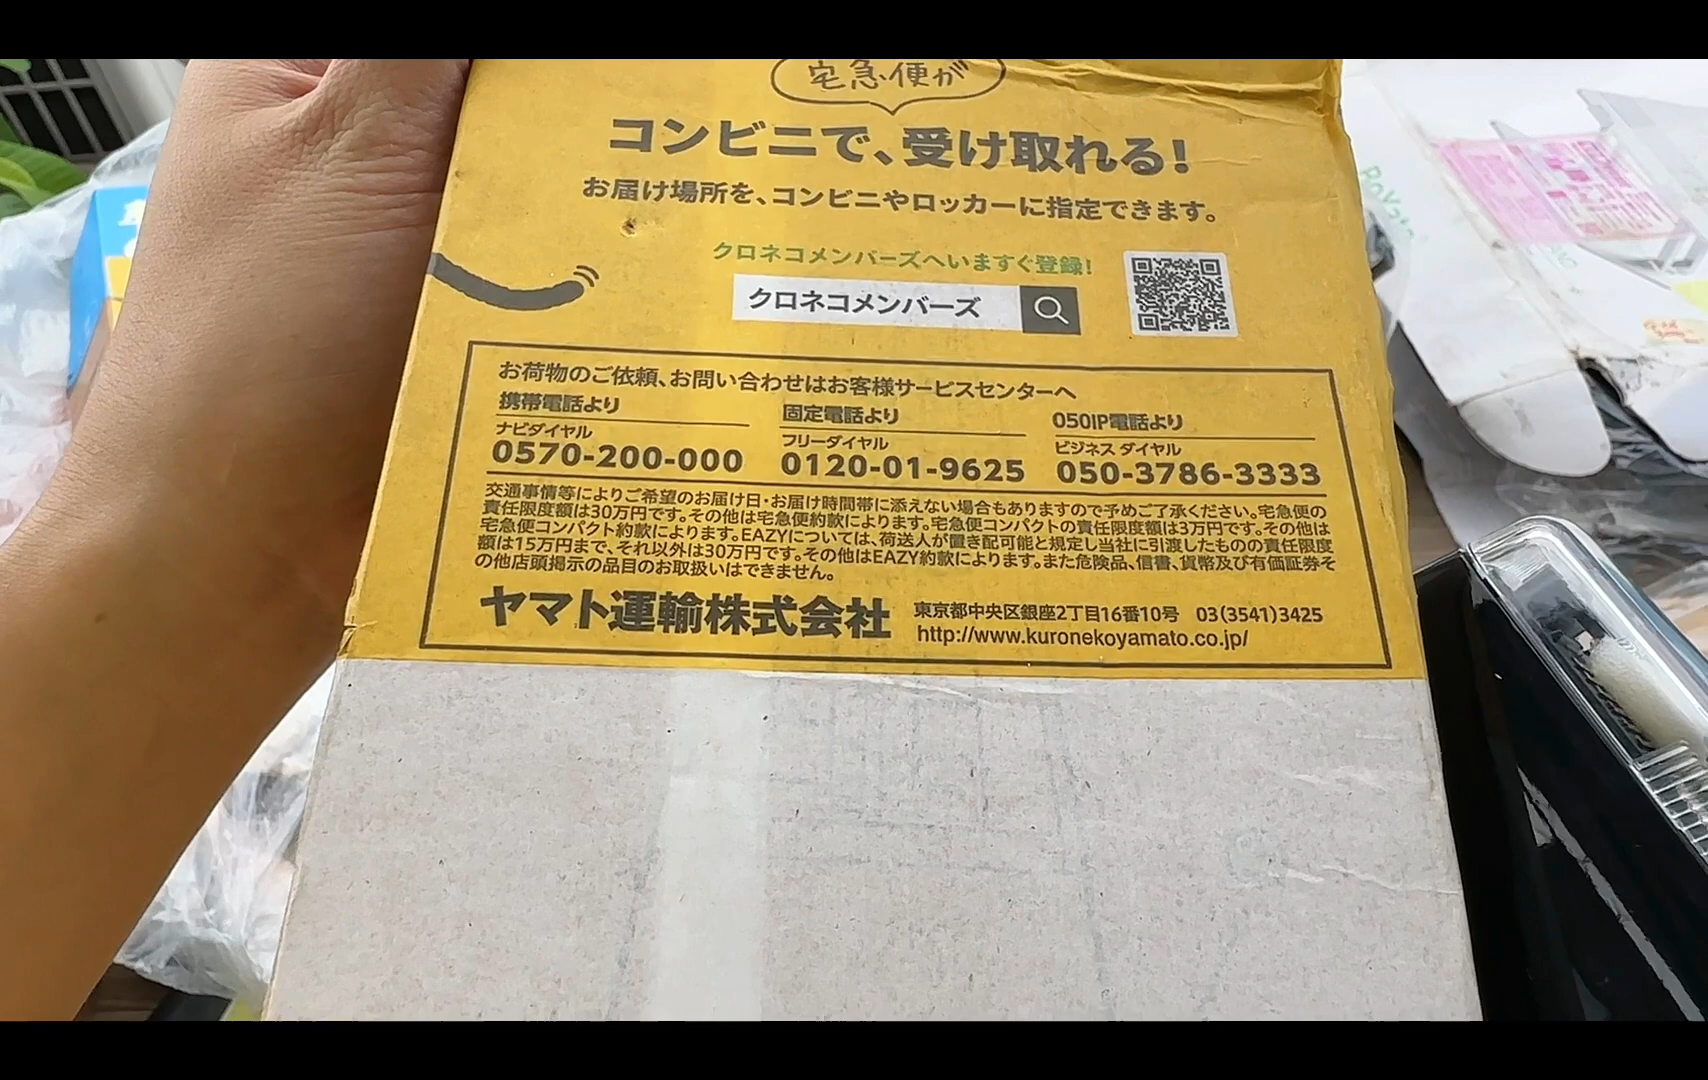 宅急便が
コンビニで、受け取れる!
お届け場所を、コンビニやロッカーに指定できます。
クロネコメンバーズへいますぐ登録!
クロネコメンバーズ
お荷物のご依頼、お問い合わせはお客様サービスセンターへ
携帯電話より
ナビダイヤル
0570-200-000
固定電話より
フリーダイヤル
0120-01-9625
050IP電話より
ビジネス ダイヤル
050-3786-3333
交通事情等によりご希望のお届け日・お届け時間帯に添えない場合もありますので予めご了承ください。宅急便の
責任限度額は30万円です。その他は宅急便約款によります。宅急便コンパクトの責任限度額は3万円です。その他は
宅急便コンパクト約款によります。EAZYについては、荷送人が置き配可能と規定し当社に引渡したものの責任限度
額は15万円まで、それ以外は30万円です。その他はEAZY約款によります。また危険品、信書、貨幣及び有価証券そ
の他店頭掲示の品目のお取扱いはできません。
ヤマト運輸株式会社
東京都中央区銀座2丁目16番10号 03(3541)3425
http://www.kuronekoyamato.co.jp/